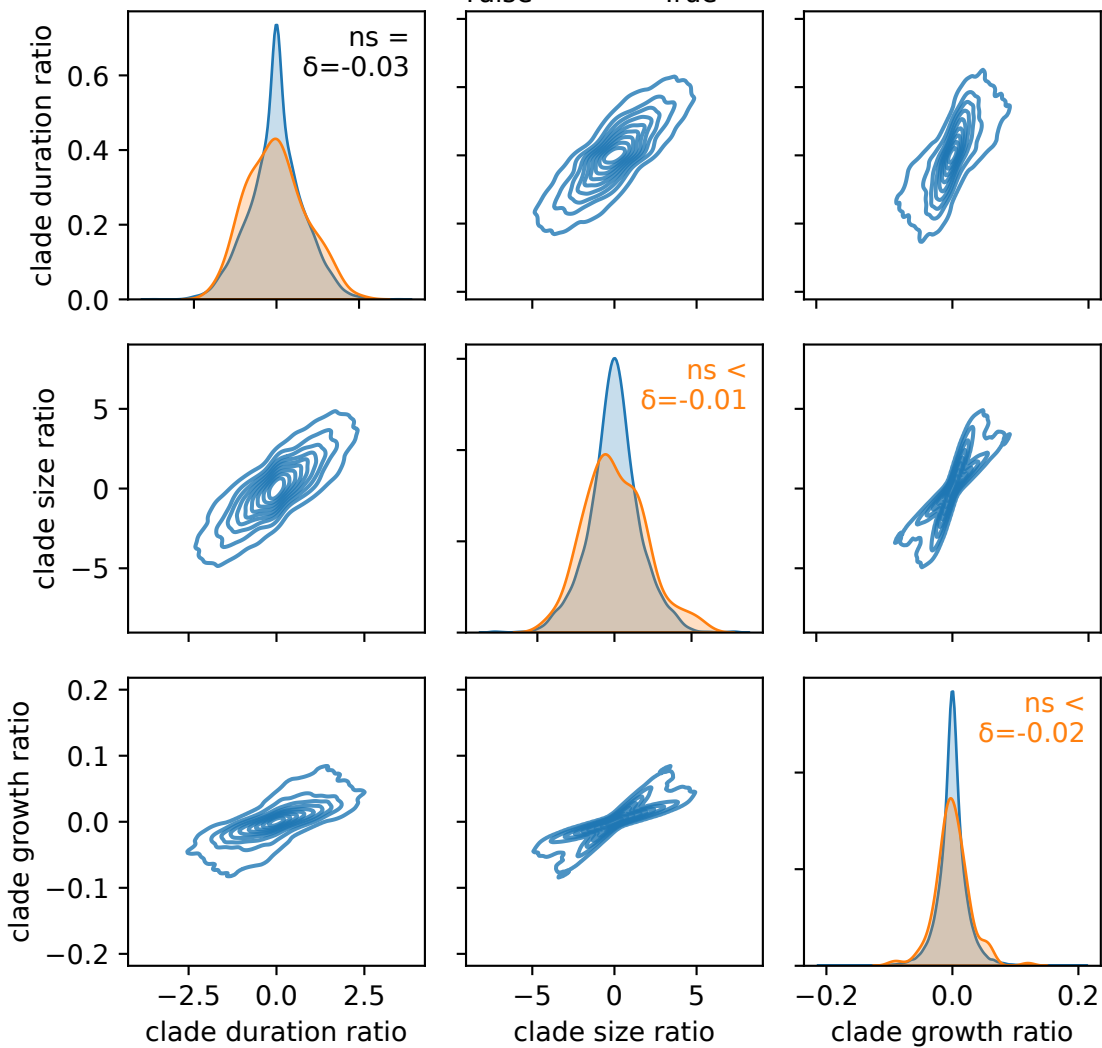 clade duration ratio
0.6
0.4
0.2
0.0
ns =
δ=-0.03
clade size ratio
5
0
−5
ns <
δ=-0.01
clade growth ratio
0.2
0.1
0.0
−0.1
−0.2
ns <
δ=-0.02
−2.5 0.0 2.5
−5 0 5
−0.2 0.0 0.2
clade duration ratio
clade size ratio
clade growth ratio